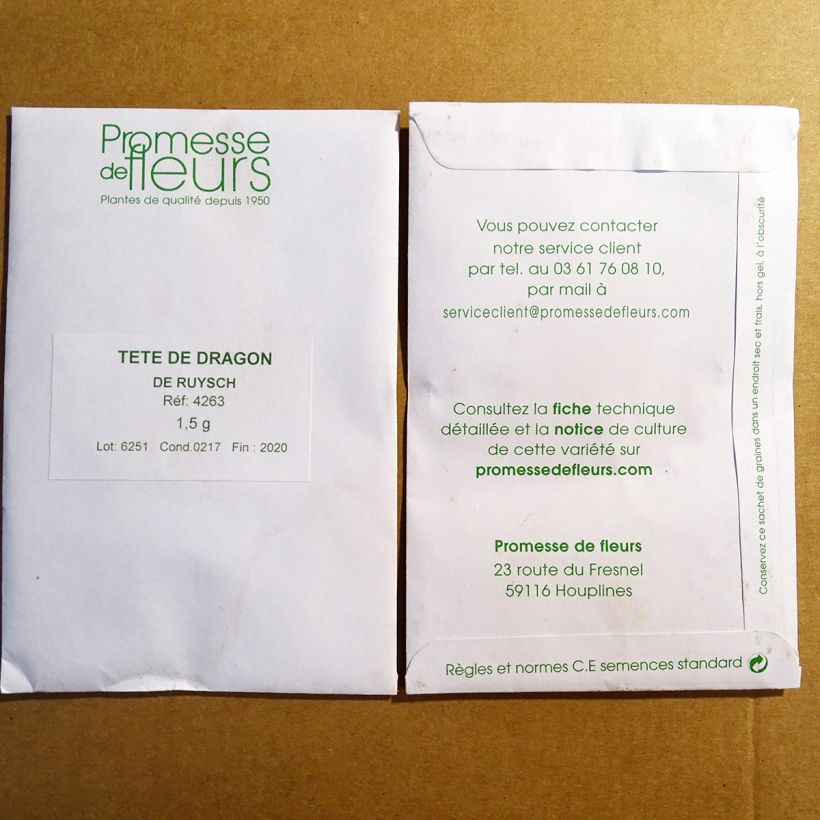 Promesse
de fleurs
Plantes de qualité depuis 1950
TETE DE DRAGON
DE RUYSCH
Réf: 4263
1,5 g
Lot: 6251 Cond.0217 Fin : 2020
Vous pouvez contacter
notre service client
par tel. au 03 61 76 08 10,
par mail à
serviceclient@promessedefleurs.com
Consultez la fiche technique
détaillée et la notice de culture
de cette variété sur
promessedefleurs.com
Promesse de fleurs
23 route du Fresnel
59116 Houplines
Règles et normes C.E semences standard
Conservez ce sachet de graines dans un endroit sec et frais, hors gel, à l'obscurité